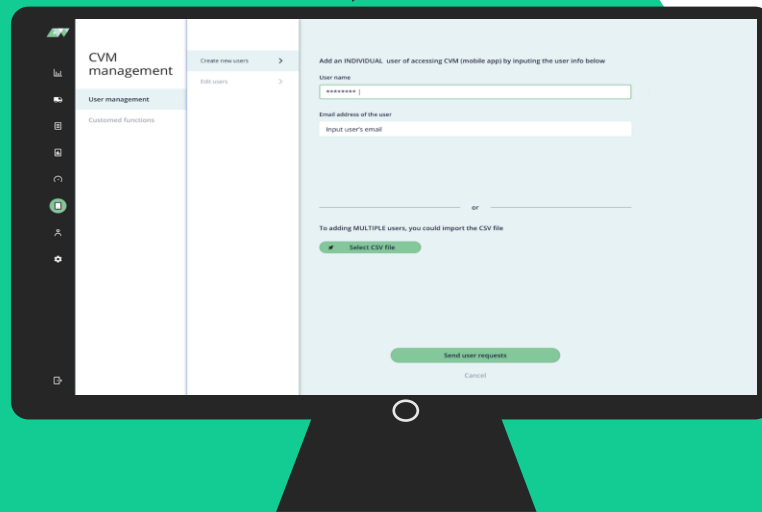 CVM
management
User management
Customed functions
Create new users
Edit users
Add an INDIVIDUAL user of accessing CVM (mobile app) by inputing the user info below
User name
******** |
Email address of the user
Input user's email
or
To adding MULTIPLE users, you could import the CSV file
Select CSV file
Send user requests
Cancel